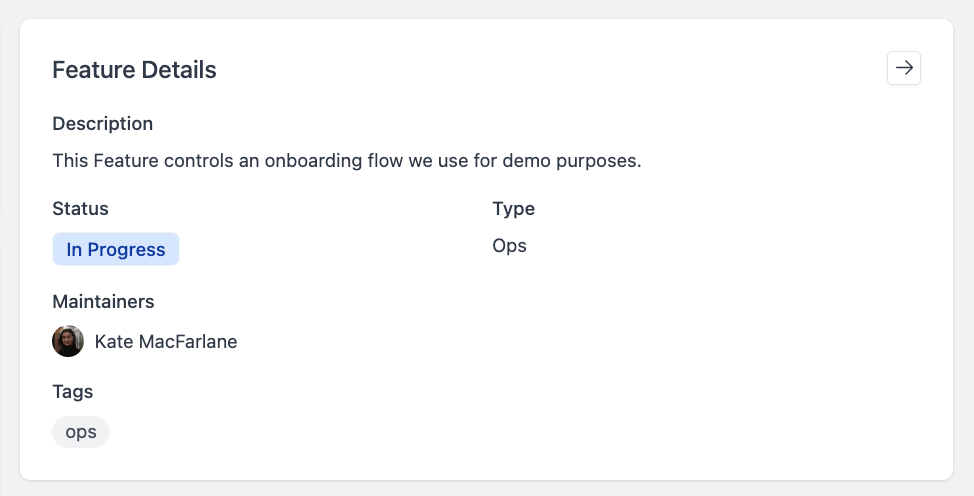 Feature Details
Description
This Feature controls an onboarding flow we use for demo purposes.
Status
Type
In Progress
Ops
Maintainers
Kate MacFarlane
Tags
ops